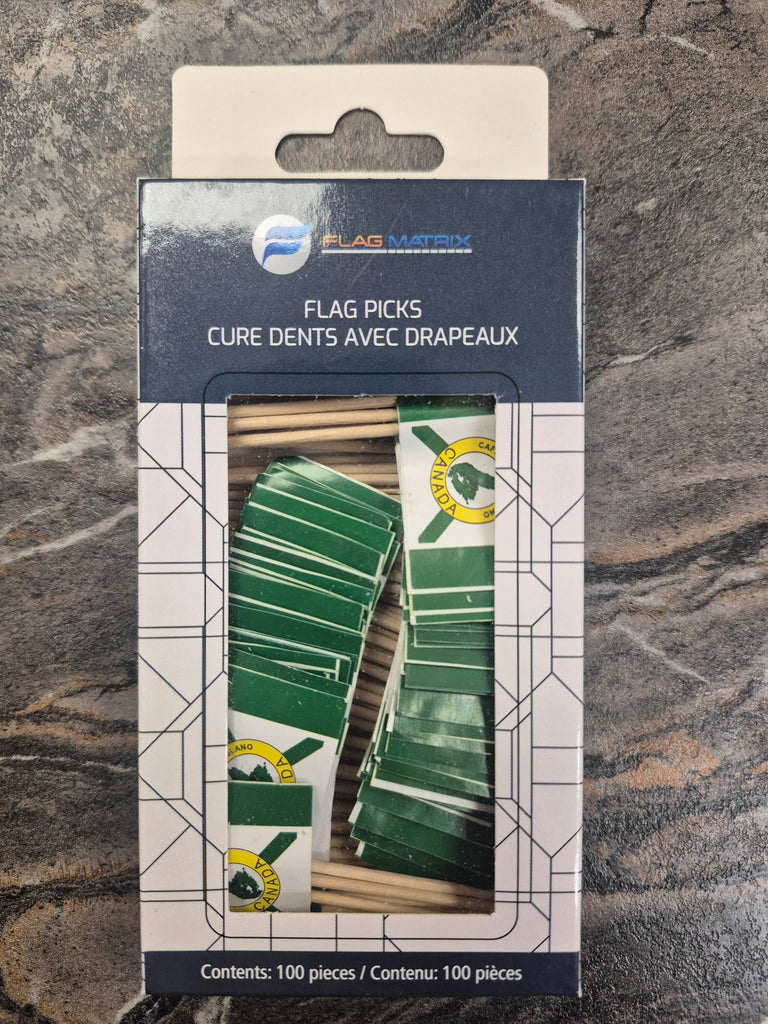 FLAG MATRIX
FLAG PICKS
CURE DENTS AVEC DRAPEAUX
CANADA
CANADA
Contents: 100 pieces / Contenu: 100 pièces